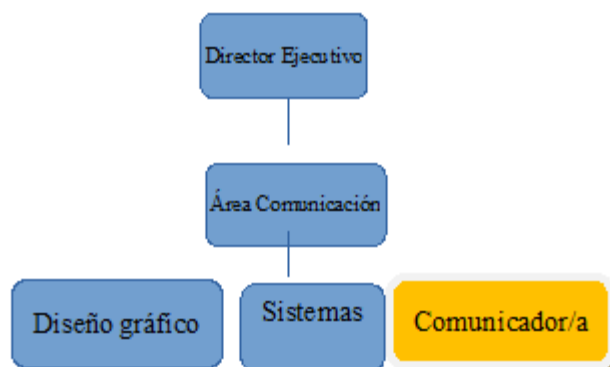 Director Ejecutivo
Área Comunicación
Diseño gráfico
Sistemas
Comunicador/a